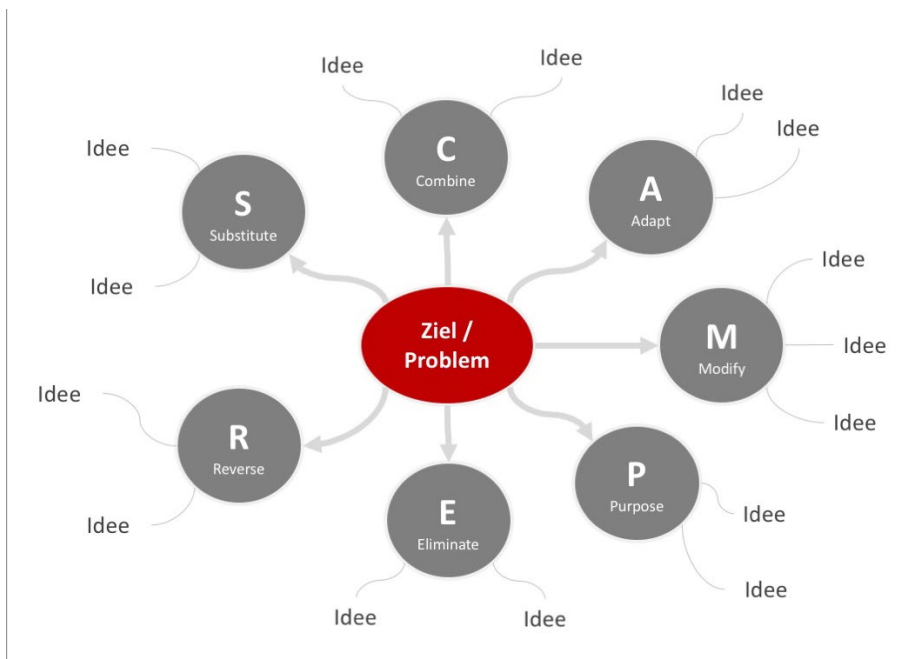 Idee
Idee
C
Combine
Idee
Idee
A
Adapt
Idee
S
Substitute
Idee
Idee
M
Modify
Idee
Idee
Ziel /
Problem
Idee
R
Reverse
Idee
P
Purpose
Idee
Idee
E
Eliminate
Idee
Idee